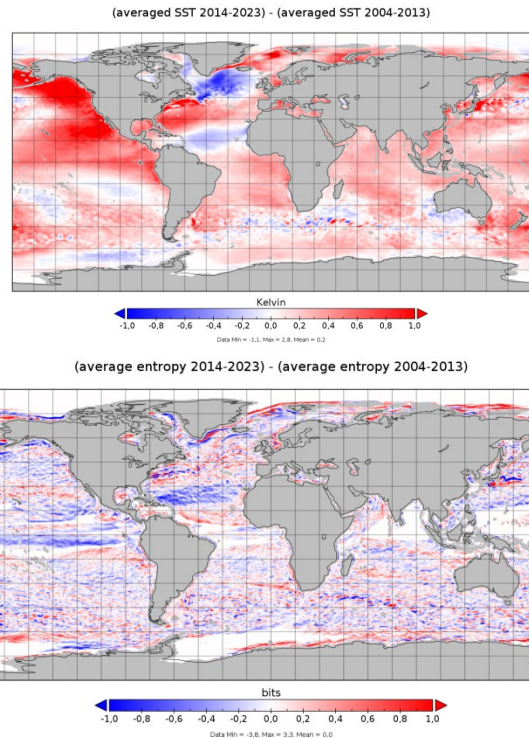 (averaged SST 2014-2023) - (averaged SST 2004-2013)
Kelvin
-1,0 -0,8 -0,6 -0,4 -0,2 0,0 0,2 0,4 0,6 0,8 1,0
Data Min = -1,1, Max = 2,8, Mean = 0,2
(average entropy 2014-2023) - (average entropy 2004-2013)
bits
-1,0 -0,8 -0,6 -0,4 -0,2 0,0 0,2 0,4 0,6 0,8 1,0
Data Min = -3,8, Max = 3,3, Mean = 0,0